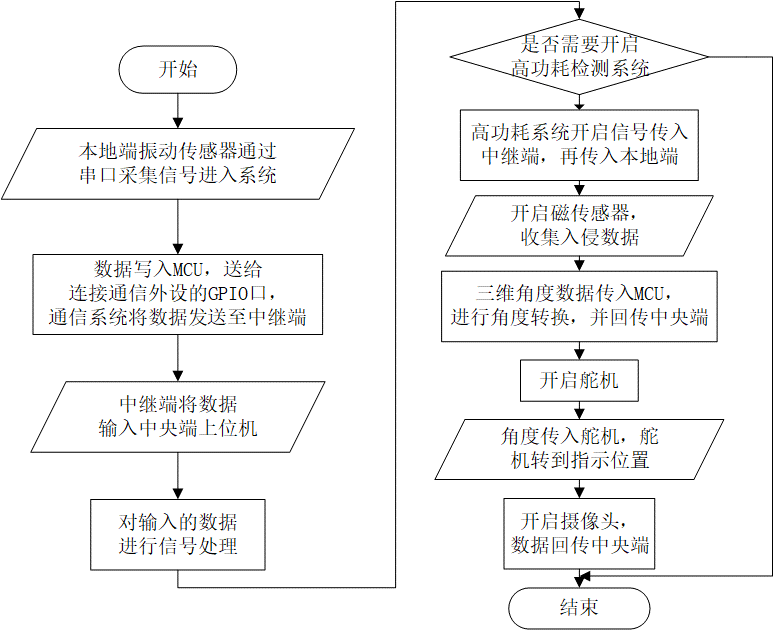 开始
本地端振动传感器通过
串口采集信号进入系统
数据写入MCU，送给
连接通信外设的GPIO口，
通信系统将数据发送至中继端
中继端将数据
输入中央端上位机
对输入的数据
进行信号处理
是否需要开启
高功耗检测系统
高功耗系统开启信号传入
中继端，再传入本地端
开启磁传感器，
收集入侵数据
三维角度数据传入MCU，
进行角度转换，并回传中央端
开启舵机
角度传入舵机，舵
机转到指示位置
开启摄像头，
数据回传中央端
结束